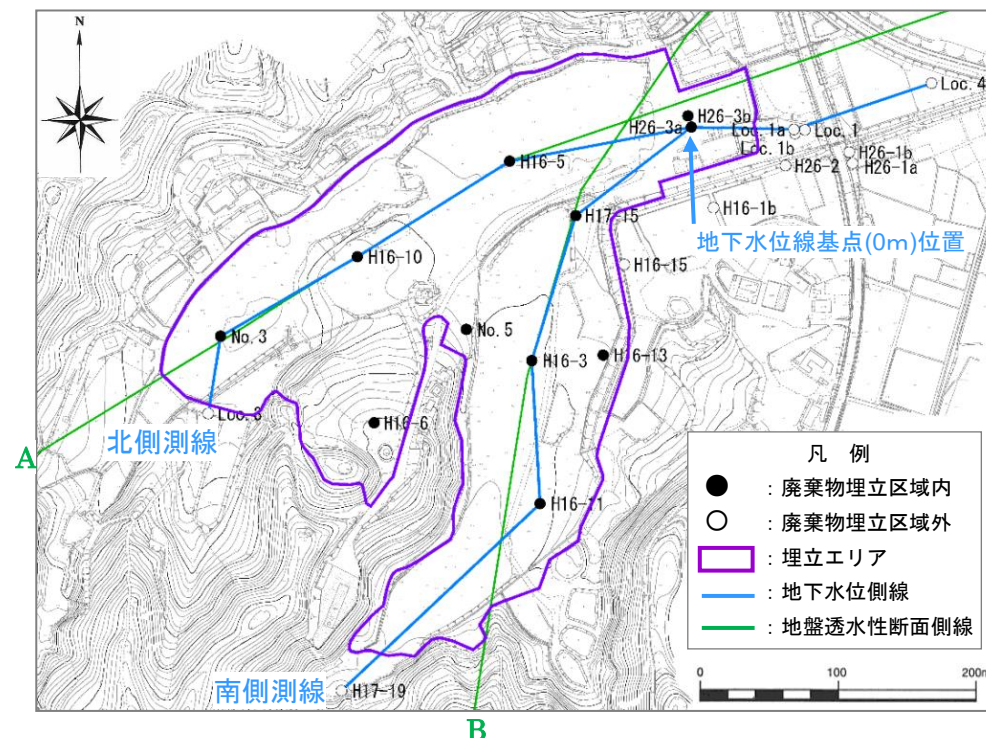 N
Loc. 4
H26-3b
H26-3a
Loc. 1a
Loc. 1
Loc. 1b
H26-1b
H26-2
H26-1a
H16-5
H16-1b
H17-15
地下水位線基点(0m)位置
H16-10
H16-15
No. 3
No. 5
H16-3
H16-13
Loc. 3
H16-6
北側測線
A
H16-11
南側測線
H17-19
B
凡 例
: 廃棄物埋立区域内
: 廃棄物埋立区域外
: 埋立エリア
: 地下水位側線
: 地盤透水性断面側線
0 100 200m